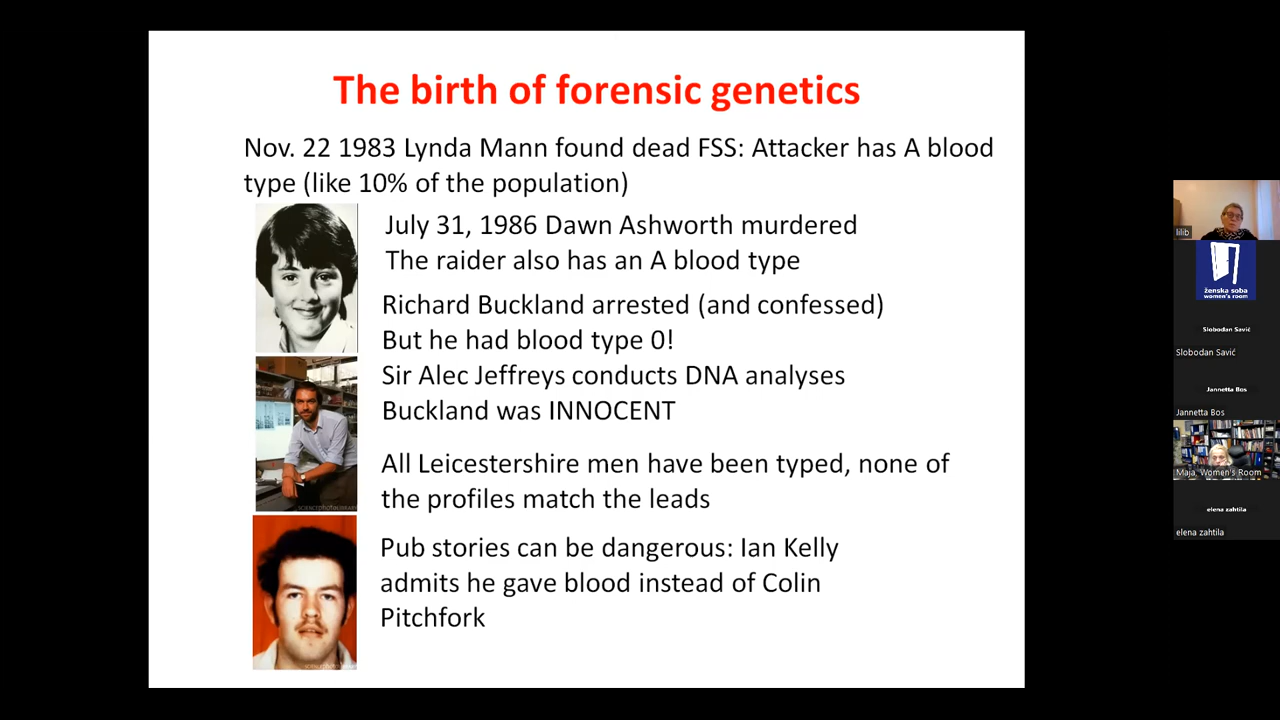 The birth of forensic genetics
Nov. 22 1983 Lynda Mann found dead FSS: Attacker has A blood
type (like 10% of the population)
July 31, 1986 Dawn Ashworth murdered
The raider also has an A blood type
Richard Buckland arrested (and confessed)
But he had blood type 0!
Sir Alec Jeffreys conducts DNA analyses
Buckland was INNOCENT
All Leicestershire men have been typed, none of
the profiles match the leads
Pub stories can be dangerous: Ian Kelly
admits he gave blood instead of Colin
Pitchfork
lilib
ženska soba
women's room
Slobodan Savić
Slobodan Savić
Jannetta Bos
Jannetta Bos
Maja, Women's Room
elena zahtila
elena zahtila